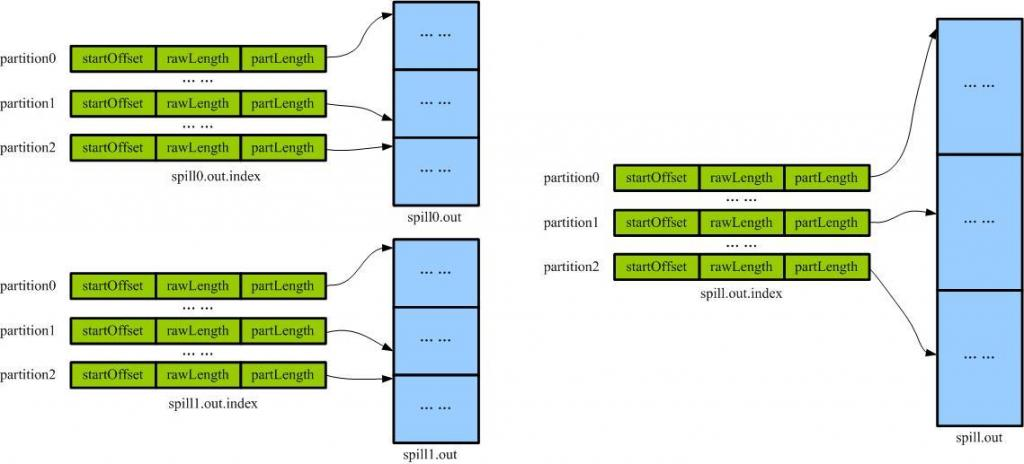 partition0 startOffset rawLength partLength ... ...
... ...
partition1 startOffset rawLength partLength ... ...
... ...
partition2 startOffset rawLength partLength ... ...
spill0.out.index
spill0.out
partition0 startOffset rawLength partLength ... ...
... ...
partition1 startOffset rawLength partLength ... ...
... ...
partition2 startOffset rawLength partLength ... ...
spill1.out.index
spill1.out
... ...
partition0 startOffset rawLength partLength
... ...
partition1 startOffset rawLength partLength ... ...
... ...
partition2 startOffset rawLength partLength
spill.out.index
... ...
spill.out